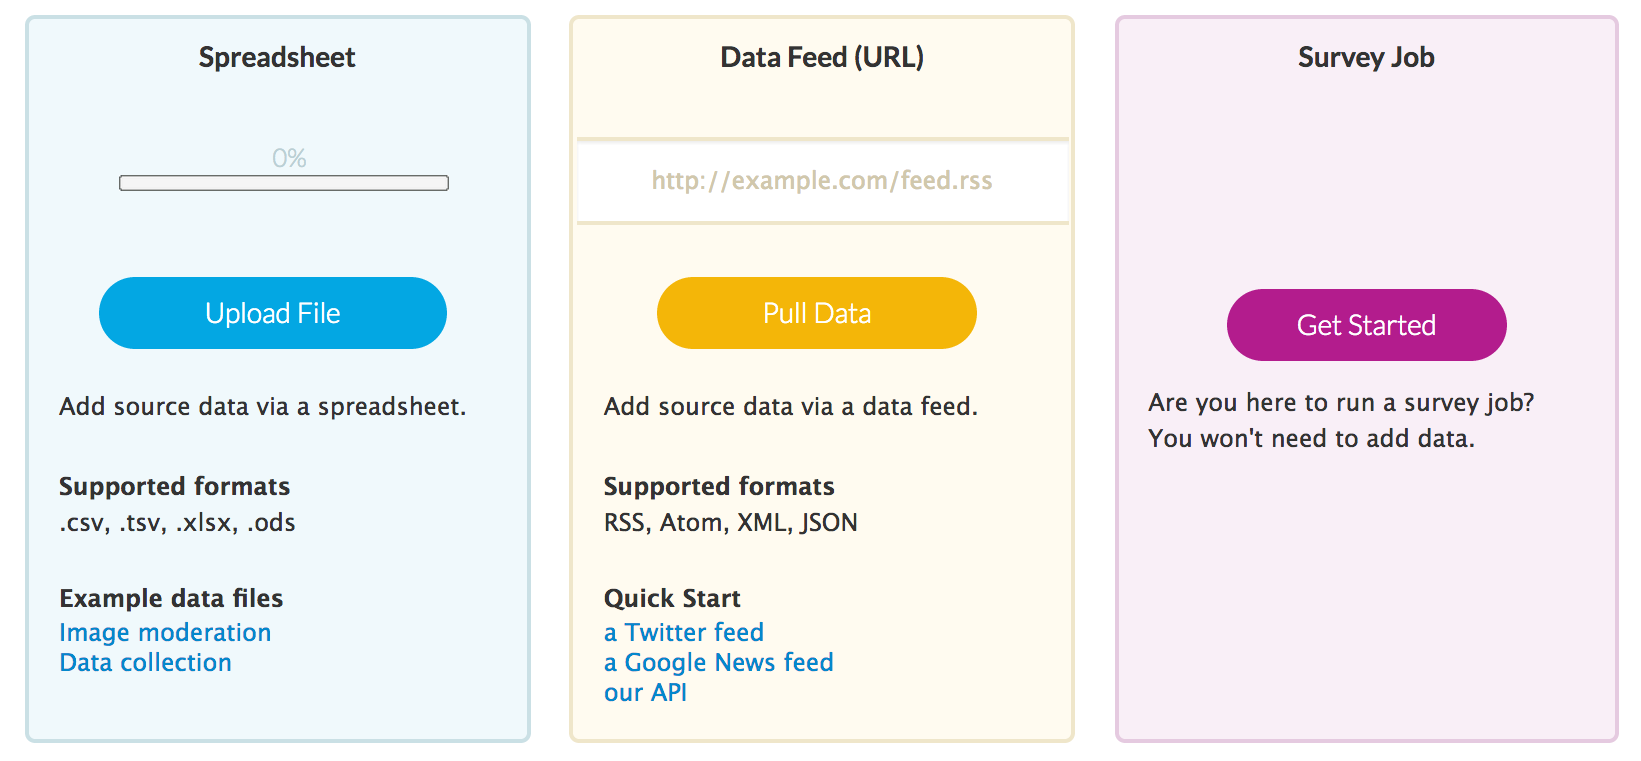 Spreadsheet
0%
Upload File
Add source data via a spreadsheet.
Supported formats
.csv, .tsv, .xlsx, .ods
Example data files
Image moderation
Data collection
Data Feed (URL)
http://example.com/feed.rss
Pull Data
Add source data via a data feed.
Supported formats
RSS, Atom, XML, JSON
Quick Start
a Twitter feed
a Google News feed
our API
Survey Job
Get Started
Are you here to run a survey job?
You won't need to add data.